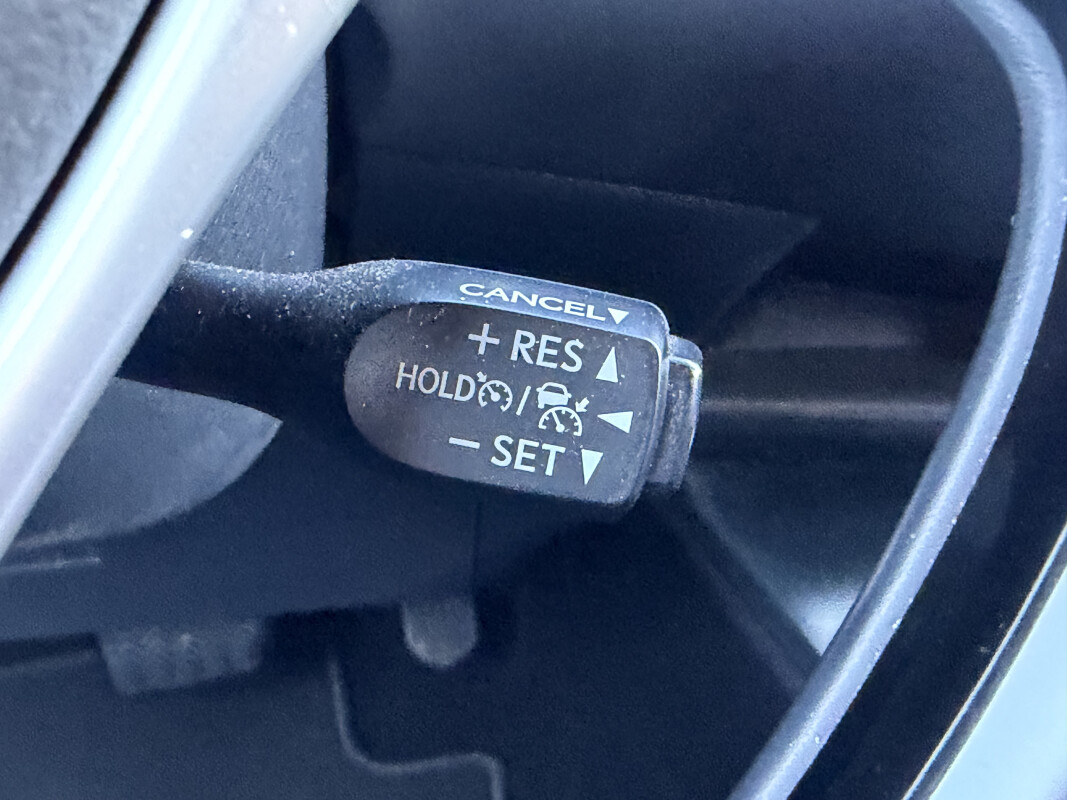 CANCEL▼
+ RES ▲
HOLD / ◀
− SET ▼